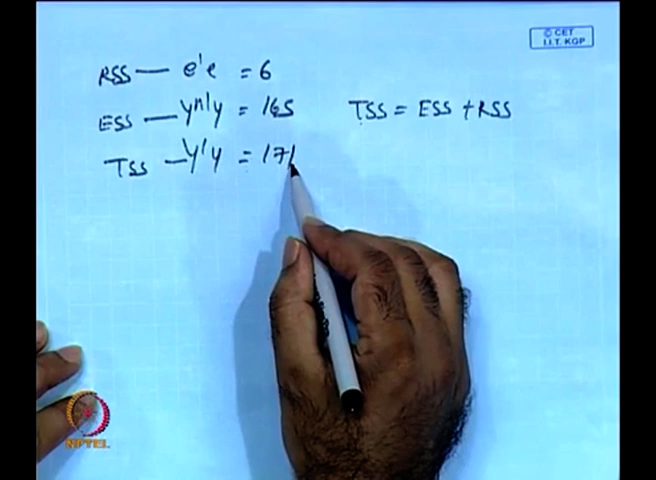 © CET
I.I.T. KGP
RSS — e'e = 6
ESS — y^'y = 165
TSS = ESS + RSS
TSS — y'y = 171
NPTEL